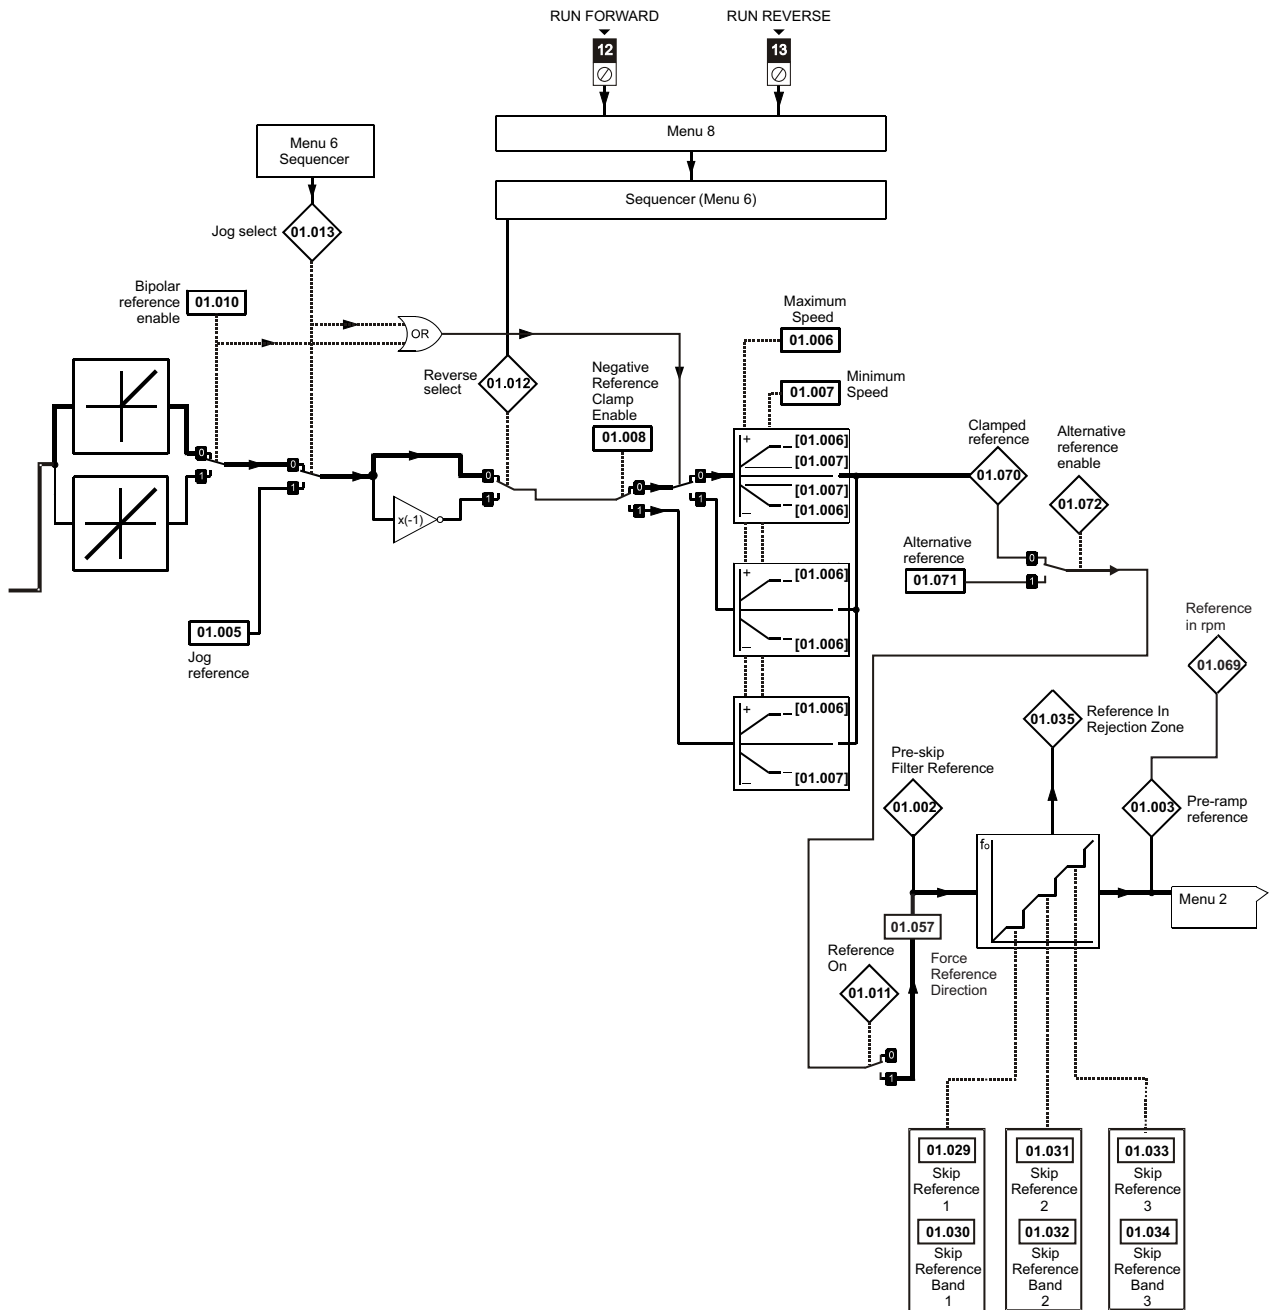 RUN FORWARD
RUN REVERSE
12
13
Menu 8
Menu 6
Sequencer
Sequencer (Menu 6)
Jog select
01.013
Bipolar
reference
enable
01.010
OR
Reverse
select
01.012
Negative
Reference
Clamp
Enable
01.008
Maximum
Speed
01.006
01.007
Minimum
Speed
0
1
0
1
x(-1)
0
1
0
1
0
1
+
[01.006]
[01.007]
[01.007]
[01.006]
_
+
[01.006]
[01.006]
_
+
[01.006]
[01.007]
_
Clamped
reference
01.070
Alternative
reference
enable
01.072
Alternative
reference
01.071
0
1
01.005
Jog
reference
Reference
in rpm
01.069
01.035
Reference In
Rejection Zone
Pre-skip
Filter Reference
01.002
01.003
Pre-ramp
reference
fo
Menu 2
01.057
Force
Reference
Direction
Reference
On
01.011
0
1
01.029
Skip
Reference
1
01.030
Skip
Reference
Band
1
01.031
Skip
Reference
2
01.032
Skip
Reference
Band
2
01.033
Skip
Reference
3
01.034
Skip
Reference
Band
3